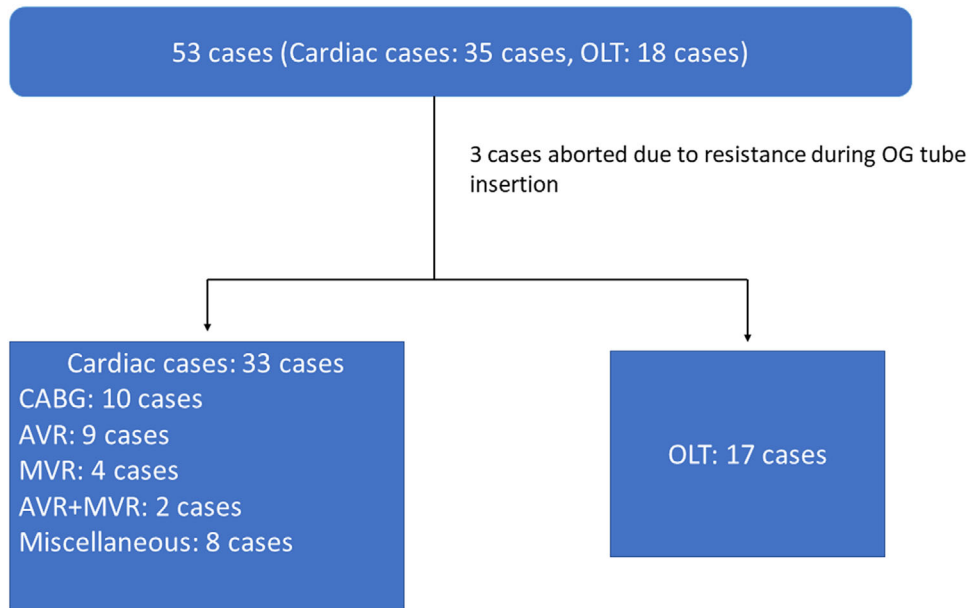 53 cases (Cardiac cases: 35 cases, OLT: 18 cases)
3 cases aborted due to resistance during OG tube
insertion
Cardiac cases: 33 cases
CABG: 10 cases
AVR: 9 cases
MVR: 4 cases
AVR+MVR: 2 cases
Miscellaneous: 8 cases
OLT: 17 cases